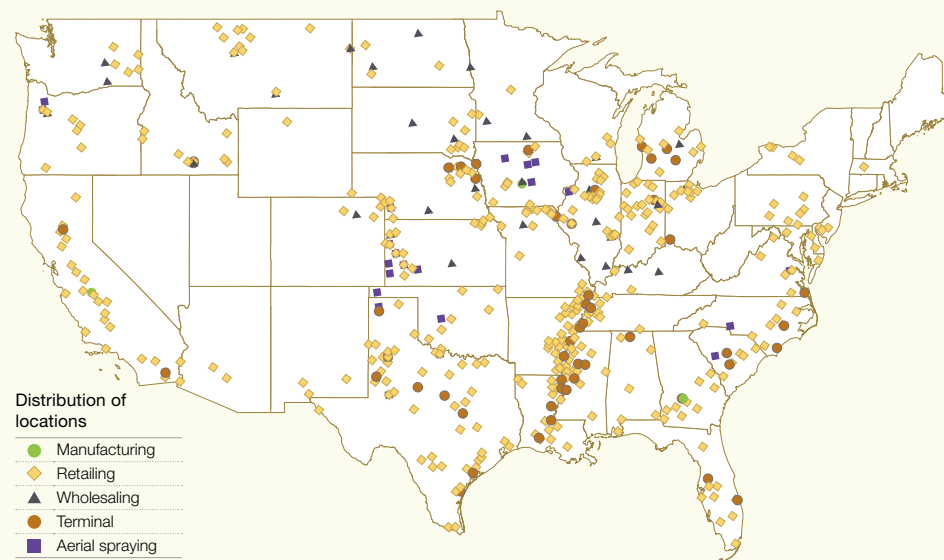 Distribution of
locations
Manufacturing
Retailing
Wholesaling
Terminal
Aerial spraying